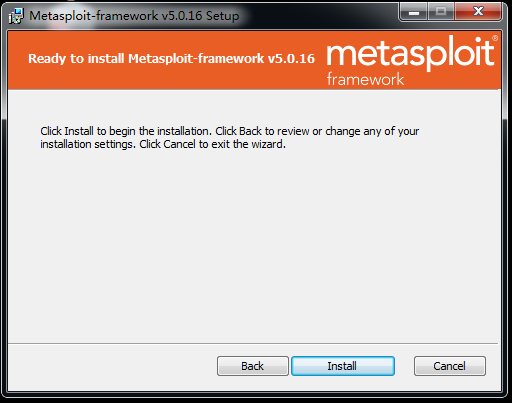 Metasploit-framework v5.0.16 Setup
Ready to install Metasploit-framework v5.0.16
metasploit®
framework
Click Install to begin the installation. Click Back to review or change any of your
installation settings. Click Cancel to exit the wizard.
Back
Install
Cancel